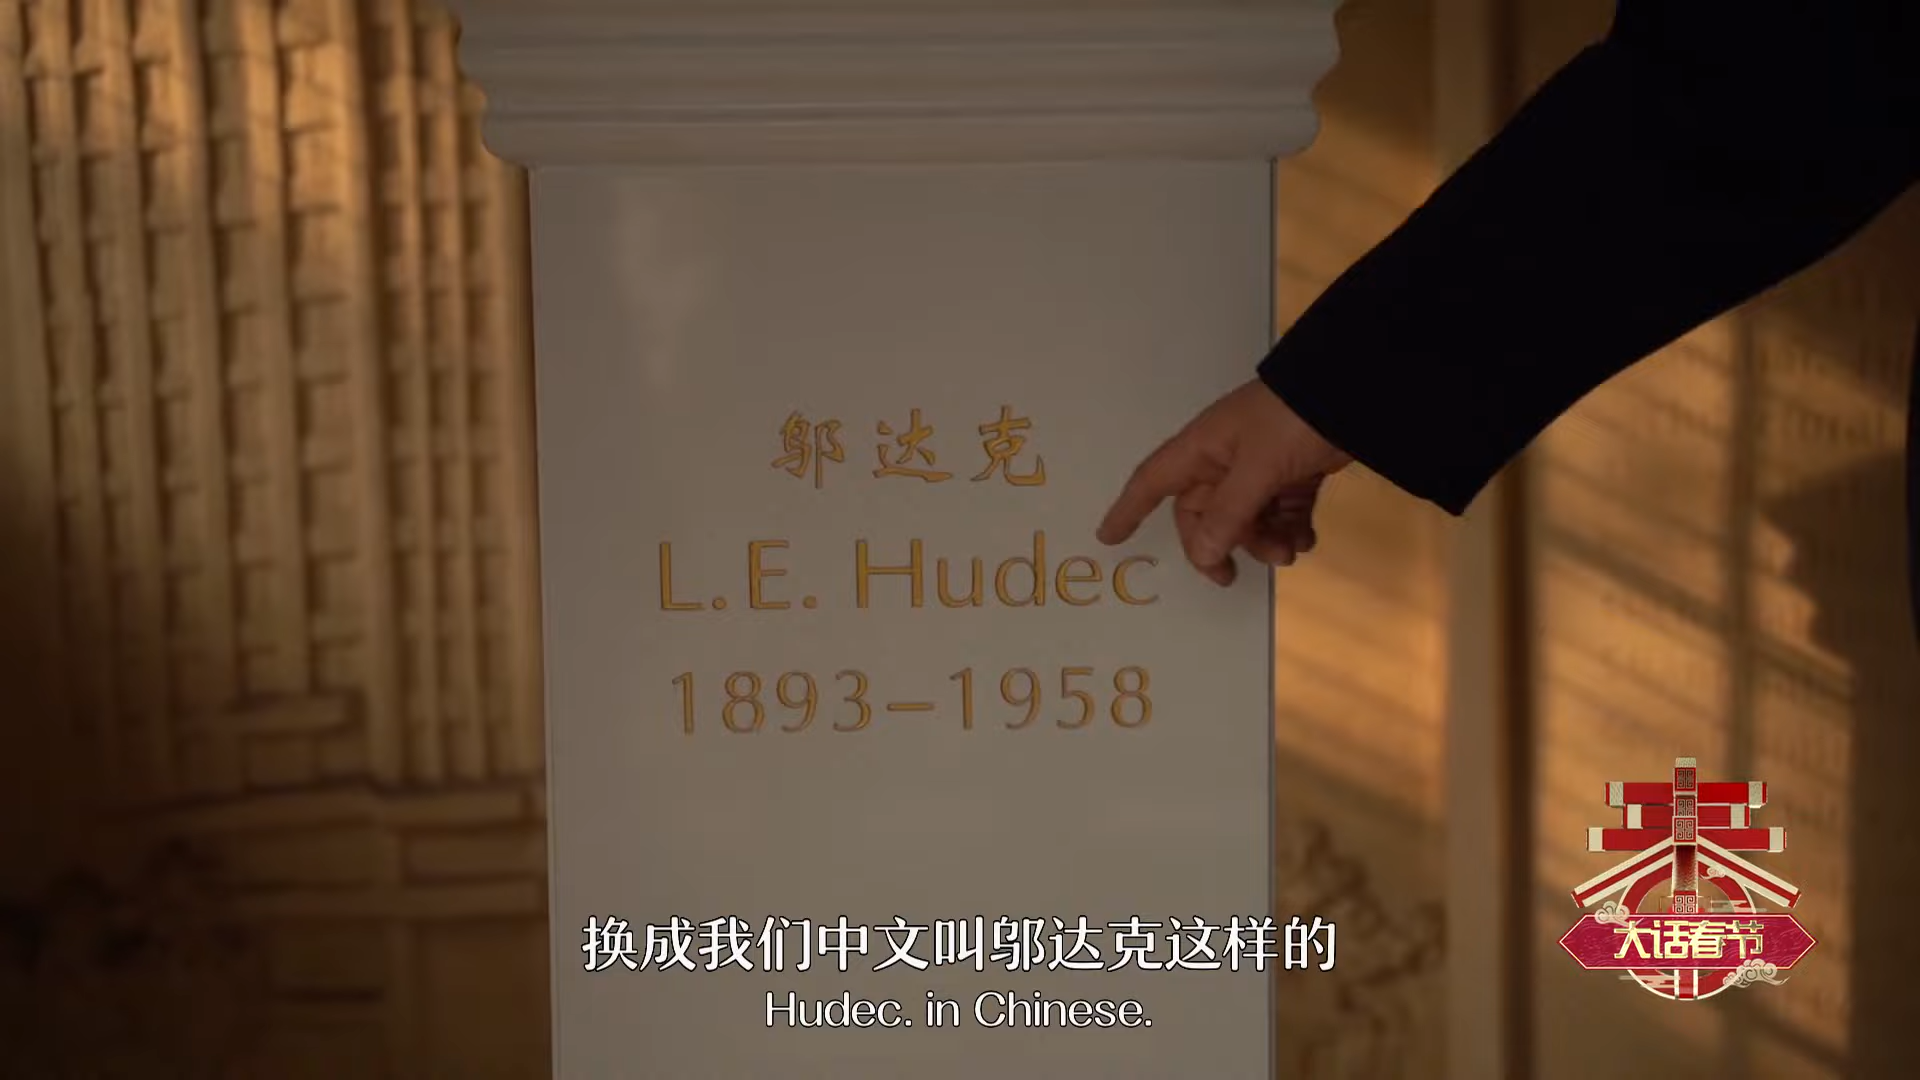 邬达克
L.E. Hudec
1893–1958
大话春节
换成我们中文叫邬达克这样的
Hudec. in Chinese.